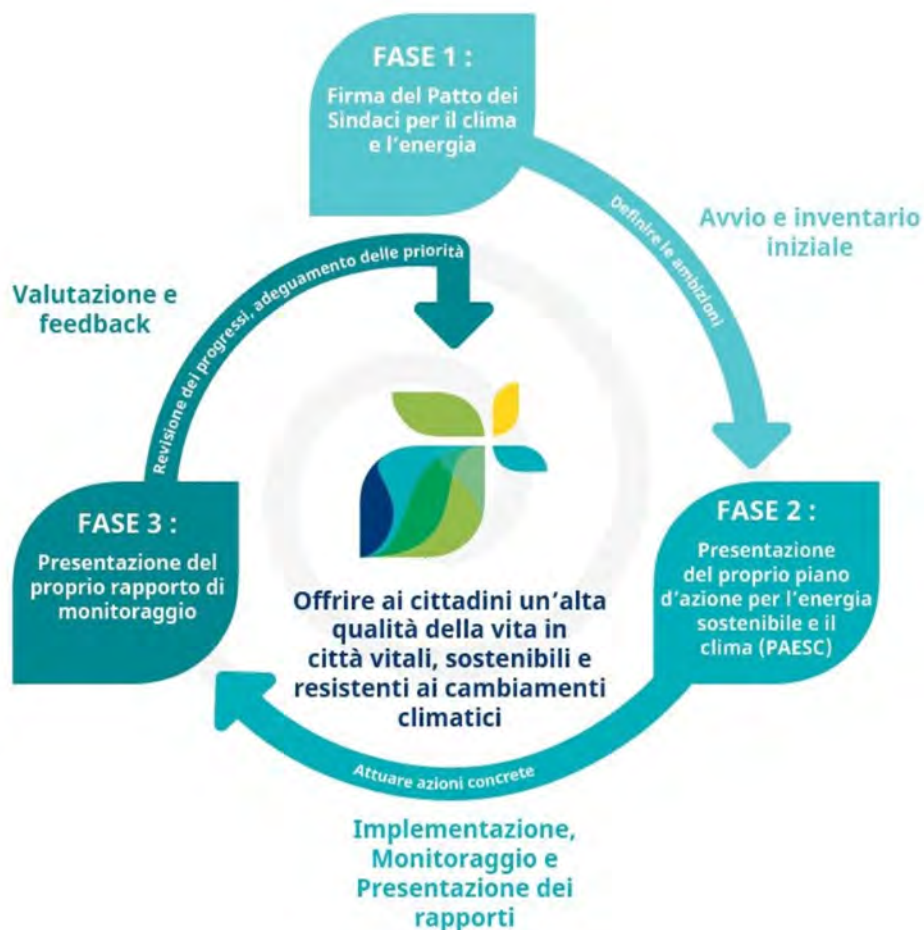 FASE 1 :
Firma del Patto dei
Sindaci per il clima
e l'energia
Definire le ambizioni
Avvio e inventario
iniziale
FASE 2 :
Presentazione
del proprio piano
d'azione per l'energia
sostenibile e il
clima (PAESC)
Attuare azioni concrete
Implementazione,
Monitoraggio e
Presentazione dei
rapporti
FASE 3 :
Presentazione del
proprio rapporto di
monitoraggio
Revisione dei progressi, adeguamento delle priorità
Valutazione e
feedback
Offrire ai cittadini un'alta
qualità della vita in
città vitali, sostenibili e
resistenti ai cambiamenti
climatici